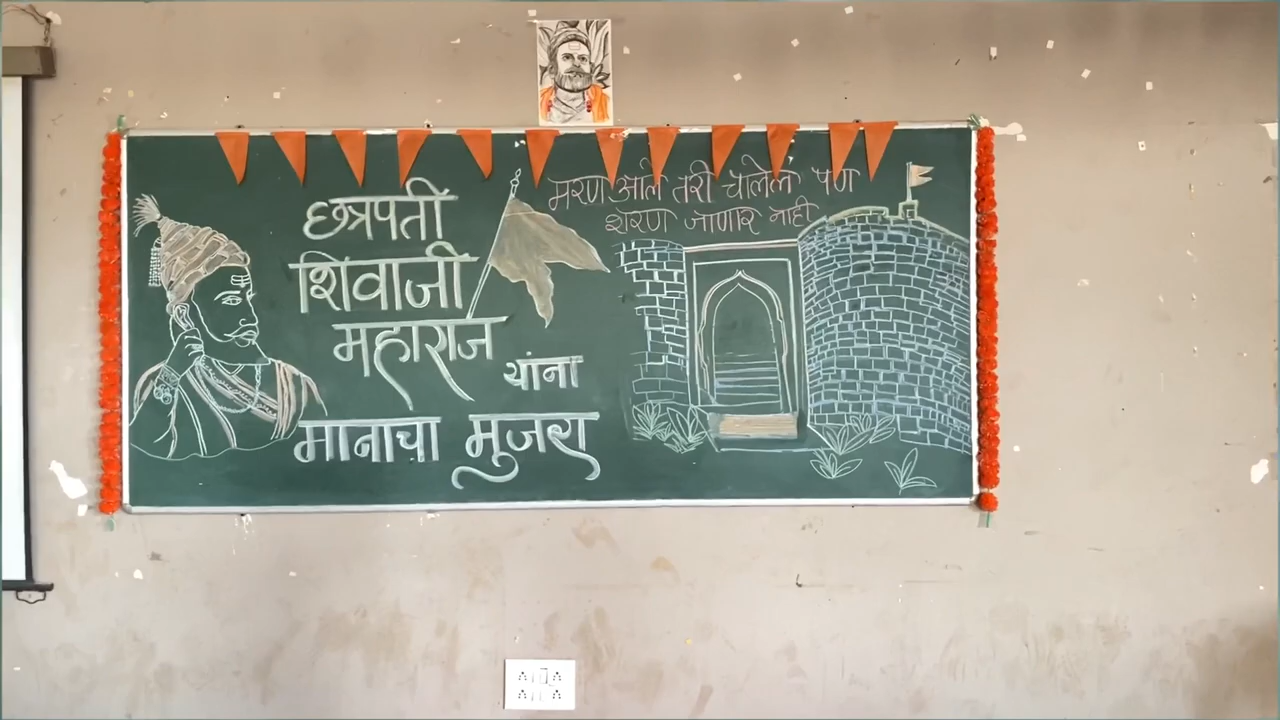 छत्रपती
शिवाजी
महाराज
यांना
मानाचा मुजरा
मरण आले तरी चालेल पण
शरण जाणार नाही